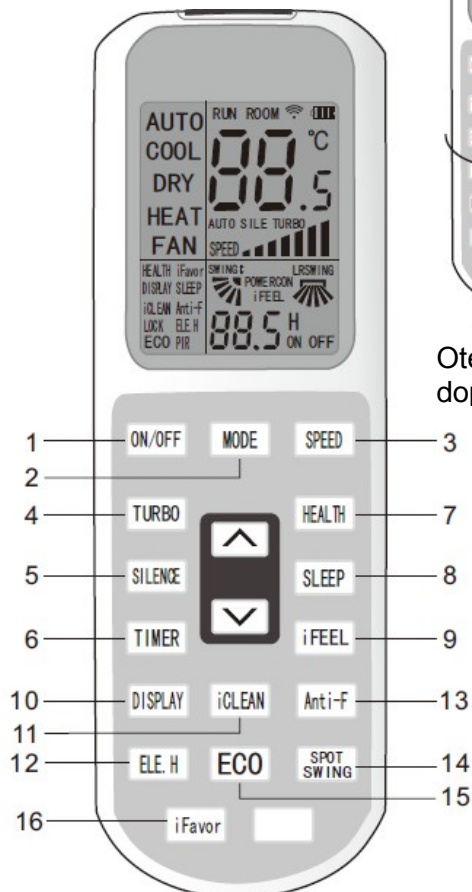 AUTO RUN ROOM
COOL 88.5 °C
DRY
HEAT AUTO SILE TURBO
FAN SPEED
HEALTH iFavor SWING LRSWING
DISPLAY SLEEP POWERCON
iCLEAN Anti-F iFEEL
LOCK ELE.H 88.5 H
ECO PIR ON OFF
Ote
dop
1 ON/OFF MODE SPEED 3
2
4 TURBO HEALTH 7
5 SILENCE SLEEP 8
6 TIMER iFEEL 9
10 DISPLAY iCLEAN Anti-F 13
11
12 ELE.H ECO SPOT SWING 14
15
16 iFavor